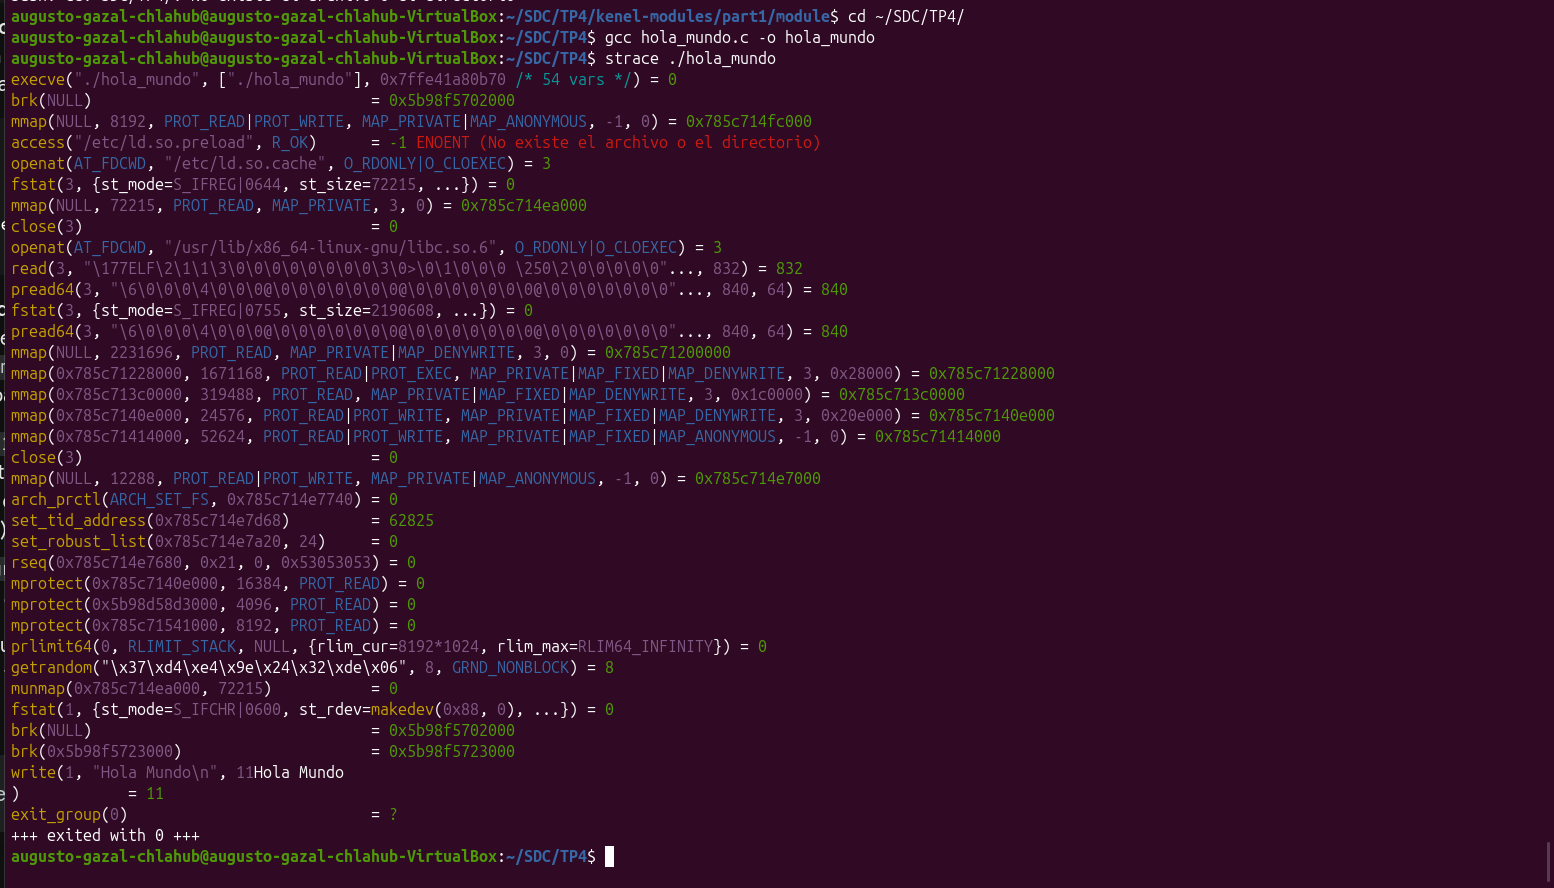 augusto-gazal-chlahub@augusto-gazal-chlahub-VirtualBox:~/SDC/TP4/kenel-modules/part1/module$ cd ~/SDC/TP4/
augusto-gazal-chlahub@augusto-gazal-chlahub-VirtualBox:~/SDC/TP4$ gcc hola_mundo.c -o hola_mundo
augusto-gazal-chlahub@augusto-gazal-chlahub-VirtualBox:~/SDC/TP4$ strace ./hola_mundo
execve("./hola_mundo", ["./hola_mundo"], 0x7ffe41a80b70 /* 54 vars */) = 0
brk(NULL)                               = 0x5b98f5702000
mmap(NULL, 8192, PROT_READ|PROT_WRITE, MAP_PRIVATE|MAP_ANONYMOUS, -1, 0) = 0x785c714fc000
access("/etc/ld.so.preload", R_OK)      = -1 ENOENT (No existe el archivo o el directorio)
openat(AT_FDCWD, "/etc/ld.so.cache", O_RDONLY|O_CLOEXEC) = 3
fstat(3, {st_mode=S_IFREG|0644, st_size=72215, ...}) = 0
mmap(NULL, 72215, PROT_READ, MAP_PRIVATE, 3, 0) = 0x785c714ea000
close(3)                                = 0
openat(AT_FDCWD, "/usr/lib/x86_64-linux-gnu/libc.so.6", O_RDONLY|O_CLOEXEC) = 3
read(3, "\177ELF\2\1\1\3\0\0\0\0\0\0\0\0\3\0>\0\1\0\0\0 \250\2\0\0\0\0\0"..., 832) = 832
pread64(3, "\6\0\0\0\4\0\0\0@\0\0\0\0\0\0\0@\0\0\0\0\0\0\0@\0\0\0\0\0\0\0"..., 840, 64) = 840
fstat(3, {st_mode=S_IFREG|0755, st_size=2190608, ...}) = 0
pread64(3, "\6\0\0\0\4\0\0\0@\0\0\0\0\0\0\0@\0\0\0\0\0\0\0@\0\0\0\0\0\0\0"..., 840, 64) = 840
mmap(NULL, 2231696, PROT_READ, MAP_PRIVATE|MAP_DENYWRITE, 3, 0) = 0x785c71200000
mmap(0x785c71228000, 1671168, PROT_READ|PROT_EXEC, MAP_PRIVATE|MAP_FIXED|MAP_DENYWRITE, 3, 0x28000) = 0x785c71228000
mmap(0x785c713c0000, 319488, PROT_READ, MAP_PRIVATE|MAP_FIXED|MAP_DENYWRITE, 3, 0x1c0000) = 0x785c713c0000
mmap(0x785c7140e000, 24576, PROT_READ|PROT_WRITE, MAP_PRIVATE|MAP_FIXED|MAP_DENYWRITE, 3, 0x20e000) = 0x785c7140e000
mmap(0x785c71414000, 52624, PROT_READ|PROT_WRITE, MAP_PRIVATE|MAP_FIXED|MAP_ANONYMOUS, -1, 0) = 0x785c71414000
close(3)                                = 0
mmap(NULL, 12288, PROT_READ|PROT_WRITE, MAP_PRIVATE|MAP_ANONYMOUS, -1, 0) = 0x785c714e7000
arch_prctl(ARCH_SET_FS, 0x785c714e7740) = 0
set_tid_address(0x785c714e7d68)         = 62825
set_robust_list(0x785c714e7a20, 24)     = 0
rseq(0x785c714e7680, 0x21, 0, 0x53053053) = 0
mprotect(0x785c7140e000, 16384, PROT_READ) = 0
mprotect(0x5b98d58d3000, 4096, PROT_READ) = 0
mprotect(0x785c71541000, 8192, PROT_READ) = 0
prlimit64(0, RLIMIT_STACK, NULL, {rlim_cur=8192*1024, rlim_max=RLIM64_INFINITY}) = 0
getrandom("\x37\xd4\xe4\x9e\x24\x32\xde\x06", 8, GRND_NONBLOCK) = 8
munmap(0x785c714ea000, 72215)           = 0
fstat(1, {st_mode=S_IFCHR|0600, st_rdev=makedev(0x88, 0), ...}) = 0
brk(NULL)                               = 0x5b98f5702000
brk(0x5b98f5723000)                     = 0x5b98f5723000
write(1, "Hola Mundo\n", 11Hola Mundo
)            = 11
exit_group(0)                           = ?
+++ exited with 0 +++
augusto-gazal-chlahub@augusto-gazal-chlahub-VirtualBox:~/SDC/TP4$